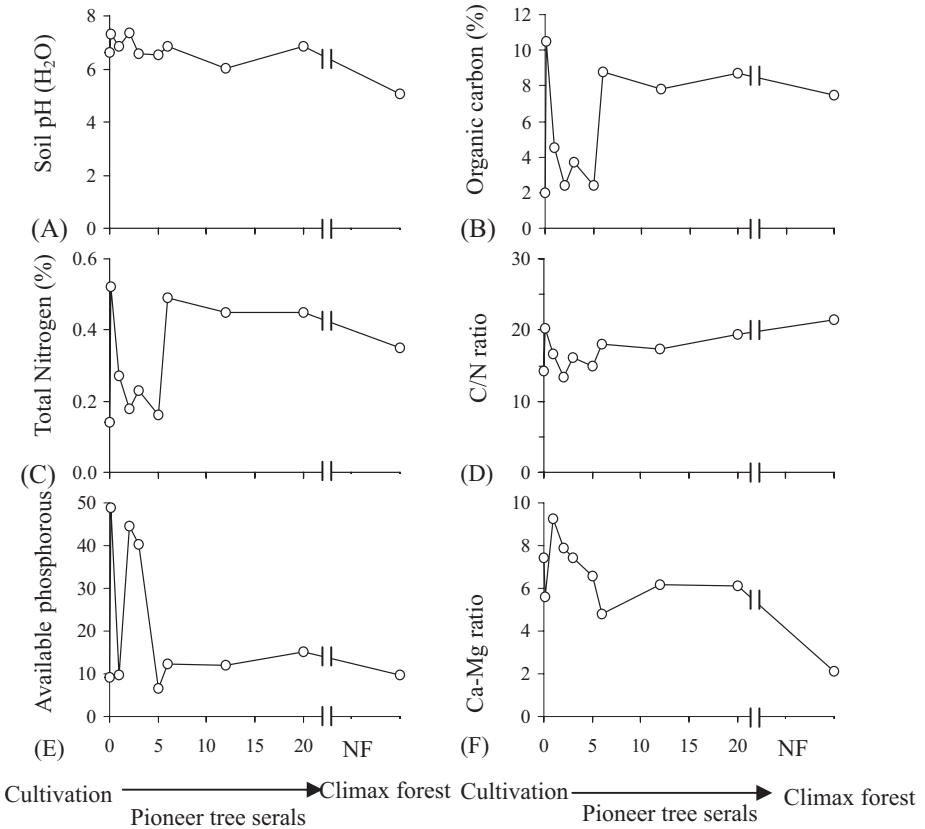 8
6
4
2
0
Soil pH (H₂O)
(A)
12
10
8
6
4
2
0
Organic carbon (%)
(B)
0.6
0.4
0.2
0.0
Total Nitrogen (%)
(C)
30
20
10
0
C/N ratio
(D)
50
40
30
20
10
0
Available phosphorous
(E)
0 5 10 15 20 NF
10
8
6
4
2
0
Ca-Mg ratio
(F)
0 5 10 15 20 NF
Cultivation Climax forest
Pioneer tree serals
Cultivation Climax forest
Pioneer tree serals